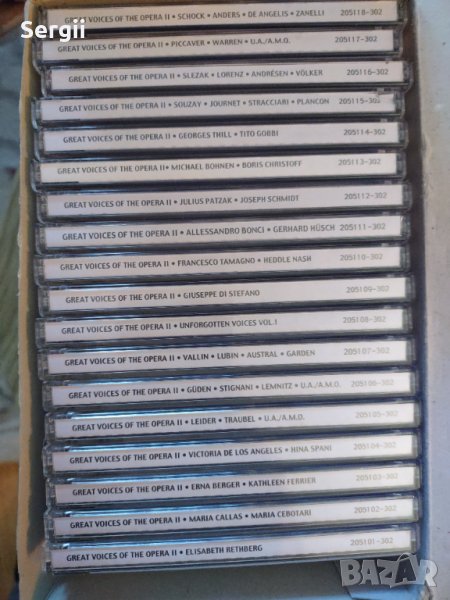 Sergii
GREAT VOICES OF THE OPERA II • SCHOCK • ANDERS • DE ANGELIS • ZANELLI 205118-302
GREAT VOICES OF THE OPERA II • PICCAVER • WARREN • U.A./A.M.O. 205117-302
GREAT VOICES OF THE OPERA II • SLEZAK • LORENZ • ANDRÉSEN • VÖLKER 205116-302
GREAT VOICES OF THE OPERA II • SOUZAY • JOURNET • STRACCIARI • PLANCON 205115-302
GREAT VOICES OF THE OPERA II • GEORGES THILL • TITO GOBBI 205114-302
GREAT VOICES OF THE OPERA II • MICHAEL BOHNEN • BORIS CHRISTOFF 205113-302
GREAT VOICES OF THE OPERA II • JULIUS PATZAK • JOSEPH SCHMIDT 205112-302
GREAT VOICES OF THE OPERA II • ALLESSANDRO BONCI • GERHARD HÜSCH 205111-302
GREAT VOICES OF THE OPERA II • FRANCESCO TAMAGNO • HEDDLE NASH 205110-302
GREAT VOICES OF THE OPERA II • GIUSEPPE DI STEFANO 205109-302
GREAT VOICES OF THE OPERA II • UNFORGOTTEN VOICES VOL.1 205108-302
GREAT VOICES OF THE OPERA II • VALLIN • LUBIN • AUSTRAL • GARDEN 205107-302
GREAT VOICES OF THE OPERA II • GÜDEN • STIGNANI • LEMNITZ • U.A./A.M.O. 205106-302
GREAT VOICES OF THE OPERA II • LEIDER • TRAUBEL • U.A./A.M.O. 205105-302
GREAT VOICES OF THE OPERA II • VICTORIA DE LOS ANGELES • HINA SPANI 205104-302
GREAT VOICES OF THE OPERA II • ERNA BERGER • KATHLEEN FERRIER 205103-302
GREAT VOICES OF THE OPERA II • MARIA CALLAS • MARIA CEBOTARI 205102-302
GREAT VOICES OF THE OPERA II • ELISABETH RETHBERG 205101-302
BAZAR